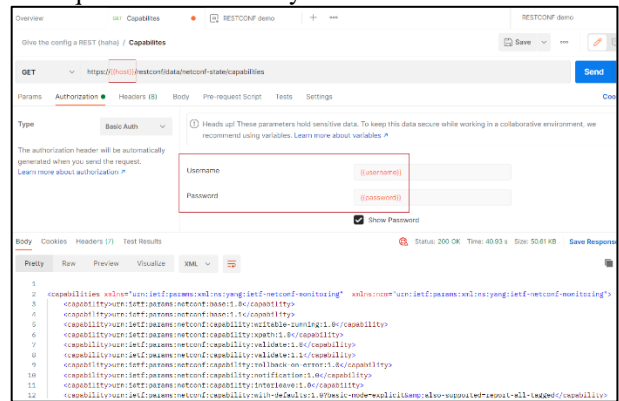 Overview GET Capabilites RESTCONF demo + ••• RESTCONF demo
Give the config a REST (haha) / Capabilites Save •••
GET https://{{host}}/restconf/data/netconf-state/capabilities Send
Params Authorization Headers (8) Body Pre-request Script Tests Settings Coo
Type Basic Auth Heads up! These parameters hold sensitive data. To keep this data secure while working in a collaborative environment, we
recommend using variables. Learn more about variables ↗
The authorization header will be automatically
generated when you send the request.
Learn more about authorization ↗
Username {{username}}
Password {{password}}
Show Password
Body Cookies Headers (7) Test Results Status: 200 OK Time: 40.93 s Size: 50.61 KB Save Response
Pretty Raw Preview Visualize XML
1
2 <capabilities xmlns="urn:ietf:params:xml:ns:yang:ietf-netconf-monitoring" xmlns:ncm="urn:ietf:params:xml:ns:yang:ietf-netconf-monitoring">
3 <capability>urn:ietf:params:netconf:base:1.0</capability>
4 <capability>urn:ietf:params:netconf:base:1.1</capability>
5 <capability>urn:ietf:params:netconf:capability:writable-running:1.0</capability>
6 <capability>urn:ietf:params:netconf:capability:xpath:1.0</capability>
7 <capability>urn:ietf:params:netconf:capability:validate:1.0</capability>
8 <capability>urn:ietf:params:netconf:capability:validate:1.1</capability>
9 <capability>urn:ietf:params:netconf:capability:rollback-on-error:1.0</capability>
10 <capability>urn:ietf:params:netconf:capability:notification:1.0</capability>
11 <capability>urn:ietf:params:netconf:capability:interleave:1.0</capability>
12 <capability>urn:ietf:params:netconf:capability:with-defaults:1.0?basic-mode=explicit&amp;also-supported=report-all-tagged</capability>